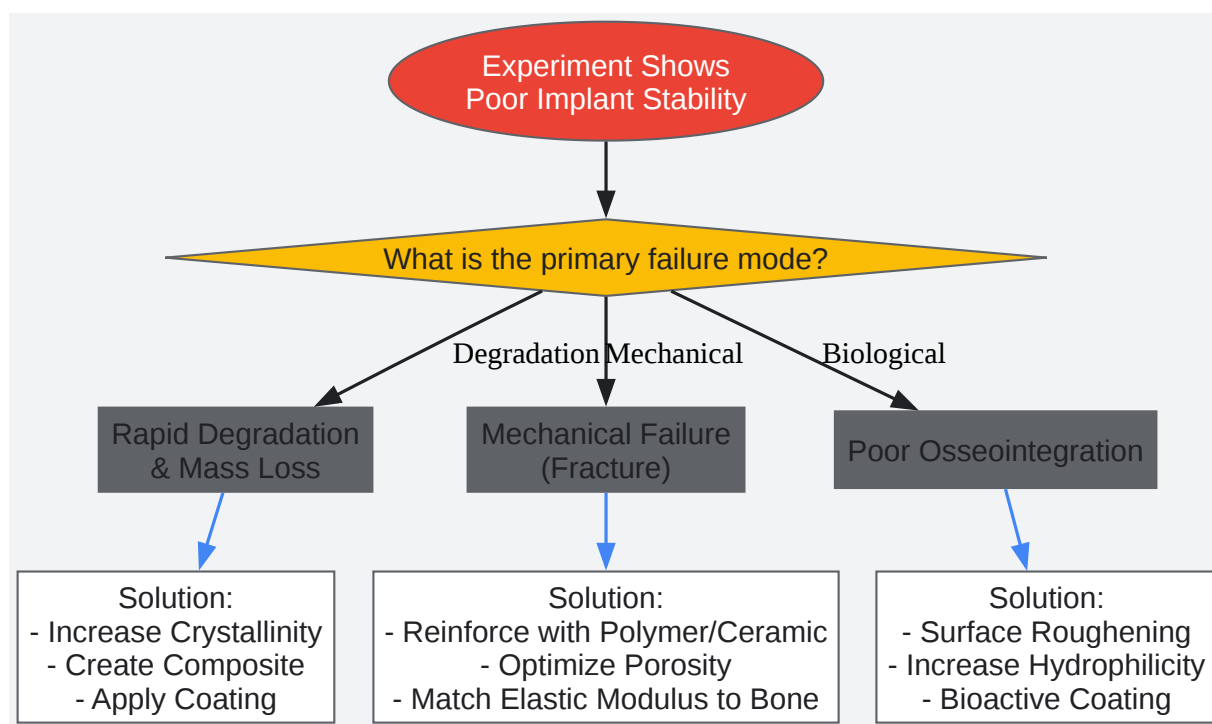 Experiment Shows
Poor Implant Stability
What is the primary failure mode?
Degradation
Mechanical
Biological
Rapid Degradation
& Mass Loss
Mechanical Failure
(Fracture)
Poor Osseointegration
Solution:
- Increase Crystallinity
- Create Composite
- Apply Coating
Solution:
- Reinforce with Polymer/Ceramic
- Optimize Porosity
- Match Elastic Modulus to Bone
Solution:
- Surface Roughening
- Increase Hydrophilicity
- Bioactive Coating